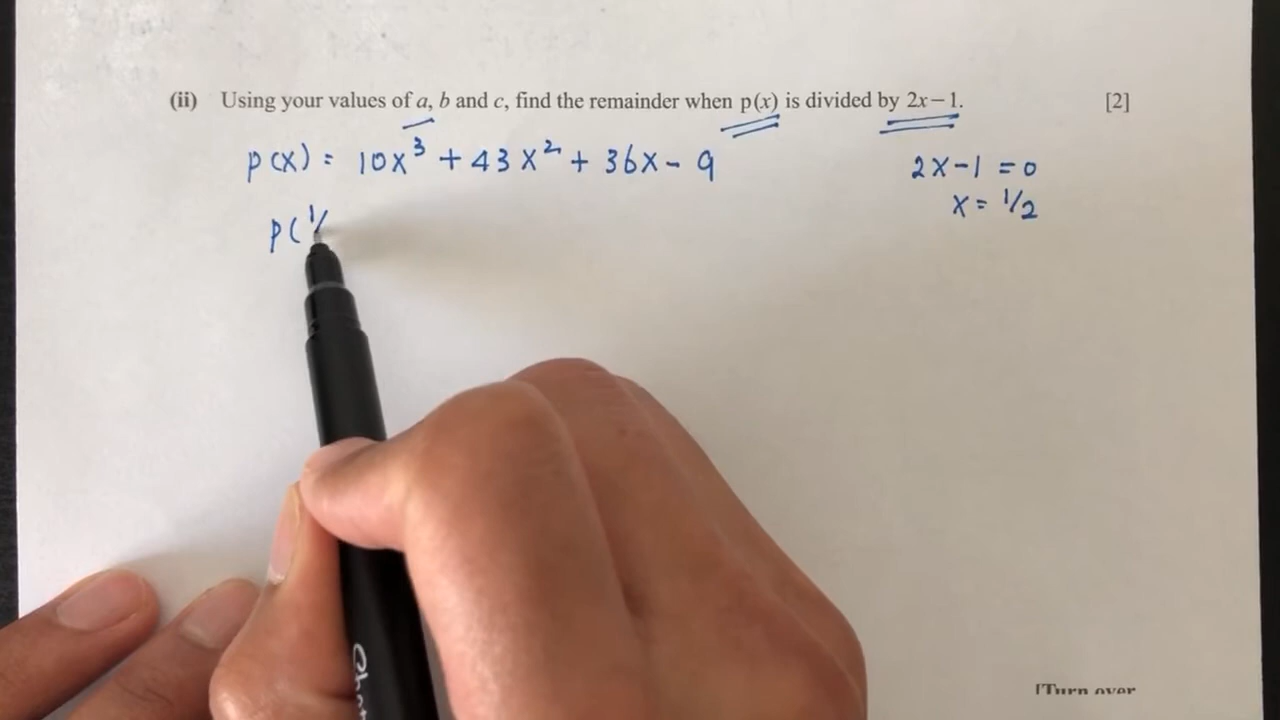 (ii) Using your values of a, b and c, find the remainder when p(x) is divided by 2x−1. [2]
p(x) = 10x³ + 43x² + 36x - 9
2x-1 = 0
x = 1/2
p(1/
[Turn over